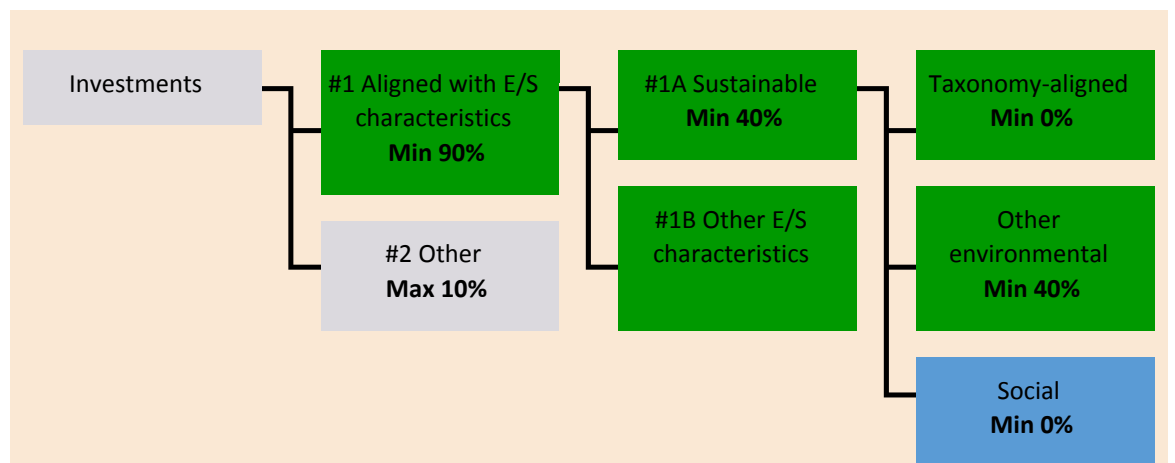 Investments
#1 Aligned with E/S
characteristics
Min 90%
#2 Other
Max 10%
#1A Sustainable
Min 40%
#1B Other E/S
characteristics
Taxonomy-aligned
Min 0%
Other
environmental
Min 40%
Social
Min 0%